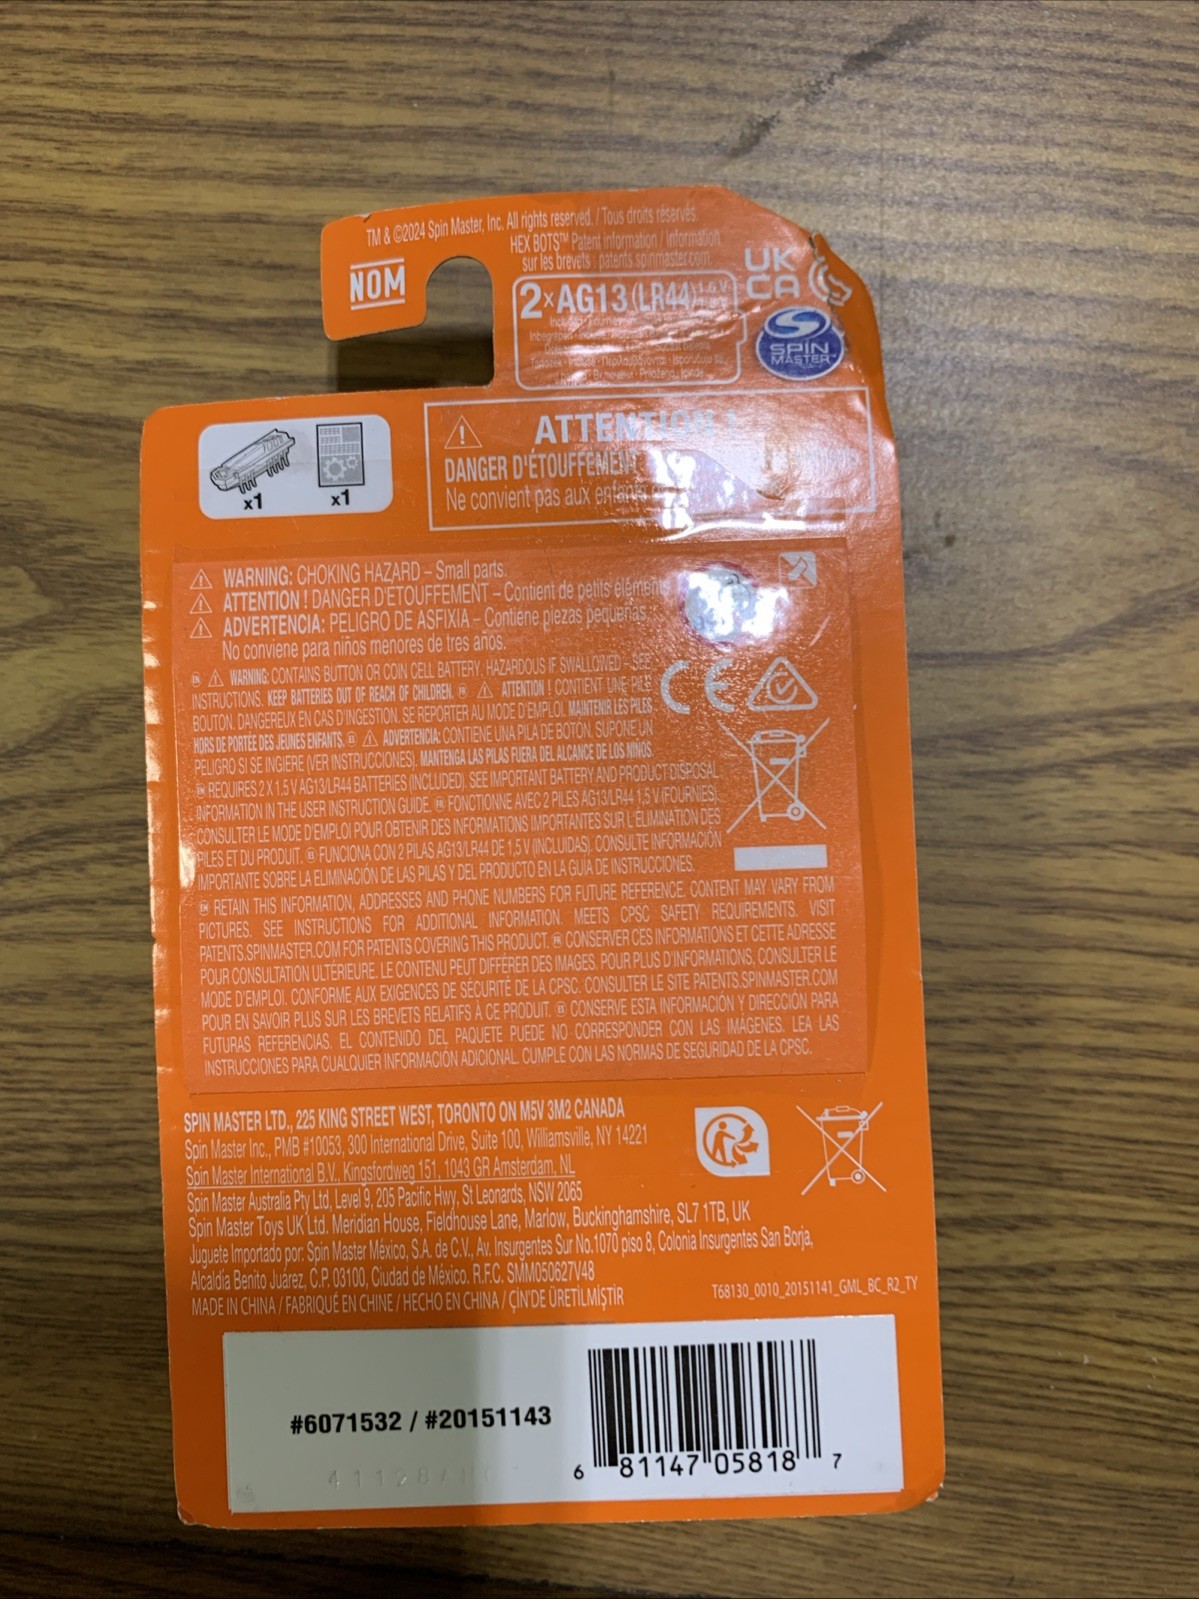 TM & ©2024 Spin Master, Inc. All rights reserved. / Tous droits réservés.
HEX BOTS™ Patent information / Information
sur les brevets : patents.spinmaster.com
NOM
UK
CA
2×AG13(LR44)
SPIN
MASTER™
ATTENTION !
DANGER D'ÉTOUFFEMENT
Ne convient pas aux enfants
x1
x1
WARNING: CHOKING HAZARD – Small parts.
ATTENTION ! DANGER D'ÉTOUFFEMENT – Contient de petits élément
ADVERTENCIA: PELIGRO DE ASFIXIA – Contiene piezas pequeñas.
No conviene para niños menores de tres años.
EN WARNING: CONTAINS BUTTON OR COIN CELL BATTERY. HAZARDOUS IF SWALLOWED – SEE
INSTRUCTIONS. KEEP BATTERIES OUT OF REACH OF CHILDREN. FR ATTENTION ! CONTIENT UNE PILE
BOUTON. DANGEREUX EN CAS D'INGESTION. SE REPORTER AU MODE D'EMPLOI. MAINTENIR LES PILES
HORS DE PORTÉE DES JEUNES ENFANTS. ES ADVERTENCIA: CONTIENE UNA PILA DE BOTÓN. SUPONE UN
PELIGRO SI SE INGIERE (VER INSTRUCCIONES). MANTENGA LAS PILAS FUERA DEL ALCANCE DE LOS NIÑOS.
CE
EN REQUIRES 2 X 1.5 V AG13/LR44 BATTERIES (INCLUDED). SEE IMPORTANT BATTERY AND PRODUCT DISPOSAL
INFORMATION IN THE USER INSTRUCTION GUIDE. FR FONCTIONNE AVEC 2 PILES AG13/LR44 1,5 V (FOURNIES).
CONSULTER LE MODE D'EMPLOI POUR OBTENIR DES INFORMATIONS IMPORTANTES SUR L'ÉLIMINATION DES
PILES ET DU PRODUIT. ES FUNCIONA CON 2 PILAS AG13/LR44 DE 1,5 V (INCLUIDAS). CONSULTE INFORMACIÓN
IMPORTANTE SOBRE LA ELIMINACIÓN DE LAS PILAS Y DEL PRODUCTO EN LA GUÍA DE INSTRUCCIONES.
EN RETAIN THIS INFORMATION, ADDRESSES AND PHONE NUMBERS FOR FUTURE REFERENCE. CONTENT MAY VARY FROM
PICTURES. SEE INSTRUCTIONS FOR ADDITIONAL INFORMATION. MEETS CPSC SAFETY REQUIREMENTS. VISIT
PATENTS.SPINMASTER.COM FOR PATENTS COVERING THIS PRODUCT. FR CONSERVER CES INFORMATIONS ET CETTE ADRESSE
POUR CONSULTATION ULTÉRIEURE. LE CONTENU PEUT DIFFÉRER DES IMAGES. POUR PLUS D'INFORMATIONS, CONSULTER LE
MODE D'EMPLOI. CONFORME AUX EXIGENCES DE SÉCURITÉ DE LA CPSC. CONSULTER LE SITE PATENTS.SPINMASTER.COM
POUR EN SAVOIR PLUS SUR LES BREVETS RELATIFS À CE PRODUIT. ES CONSERVE ESTA INFORMACIÓN Y DIRECCIÓN PARA
FUTURAS REFERENCIAS. EL CONTENIDO DEL PAQUETE PUEDE NO CORRESPONDER CON LAS IMÁGENES. LEA LAS
INSTRUCCIONES PARA CUALQUIER INFORMACIÓN ADICIONAL. CUMPLE CON LAS NORMAS DE SEGURIDAD DE LA CPSC.
SPIN MASTER LTD., 225 KING STREET WEST, TORONTO ON M5V 3M2 CANADA
Spin Master Inc., PMB #10053, 300 International Drive, Suite 100, Williamsville, NY 14221
Spin Master International B.V., Kingsfordweg 151, 1043 GR Amsterdam, NL
Spin Master Australia Pty Ltd, Level 9, 205 Pacific Hwy, St Leonards, NSW 2065
Spin Master Toys UK Ltd. Meridian House, Fieldhouse Lane, Marlow, Buckinghamshire, SL7 1TB, UK
Juguete Importado por: Spin Master México, S.A. de C.V., Av. Insurgentes Sur No.1070 piso 8, Colonia Insurgentes San Borja,
Alcaldía Benito Juárez, C.P. 03100, Ciudad de México. R.F.C. SMM050627V48
MADE IN CHINA / FABRIQUÉ EN CHINE / HECHO EN CHINA / ÇİN'DE ÜRETİLMİŞTİR
T68130_0010_20151141_GML_BC_R2_TY
#6071532 / #20151143
6 81147 05818 7